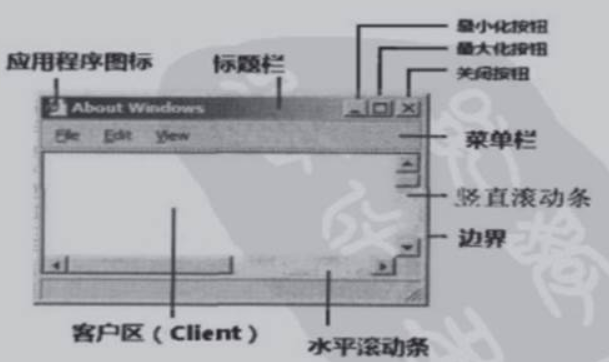 最小化按钮
最大化按钮
关闭按钮
应用程序图标
标题栏
About Windows
File Edit View
菜单栏
竖直滚动条
边界
客户区（Client）
水平滚动条